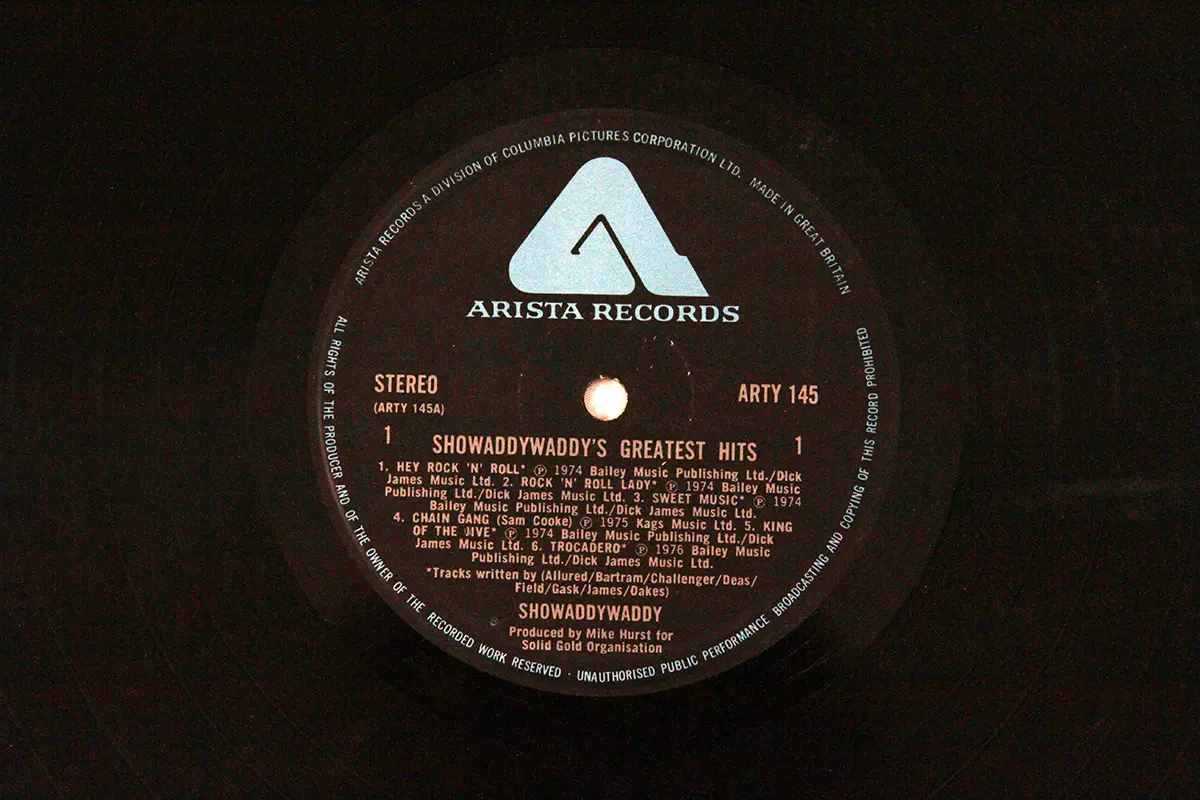 ARISTA RECORDS A DIVISION OF COLUMBIA PICTURES CORPORATION LTD. MADE IN GREAT BRITAIN
ARISTA RECORDS
STEREO
ARTY 145
(ARTY 145A)
1
1
SHOWADDYWADDY'S GREATEST HITS
1. HEY ROCK 'N' ROLL* Ⓟ 1974 Bailey Music Publishing Ltd./Dick
James Music Ltd. 2. ROCK 'N' ROLL LADY* Ⓟ 1974 Bailey Music
Publishing Ltd./Dick James Music Ltd. 3. SWEET MUSIC* Ⓟ 1974
Bailey Music Publishing Ltd./Dick James Music Ltd.
4. CHAIN GANG (Sam Cooke) Ⓟ 1975 Kags Music Ltd. 5. KING
OF THE JIVE* Ⓟ 1974 Bailey Music Publishing Ltd./Dick
James Music Ltd. 6. TROCADERO* Ⓟ 1976 Bailey Music
Publishing Ltd./Dick James Music Ltd.
*Tracks written by (Allured/Bartram/Challenger/Deas/
Field/Gask/James/Oakes)
SHOWADDYWADDY
Produced by Mike Hurst for
Solid Gold Organisation
ALL RIGHTS OF THE PRODUCER AND OF THE OWNER OF THE RECORDED WORK RESERVED · UNAUTHORISED PUBLIC PERFORMANCE BROADCASTING AND COPYING OF THIS RECORD PROHIBITED